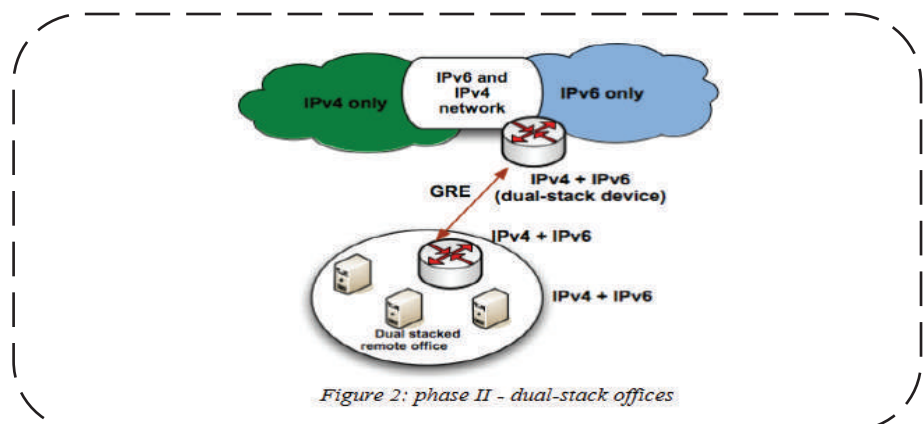 IPv6 and
IPv4
network
IPv4 only
IPv6 only
IPv4 + IPv6
(dual-stack device)
GRE
IPv4 + IPv6
IPv4 + IPv6
Dual stacked
remote office
Figure 2: phase II - dual-stack offices